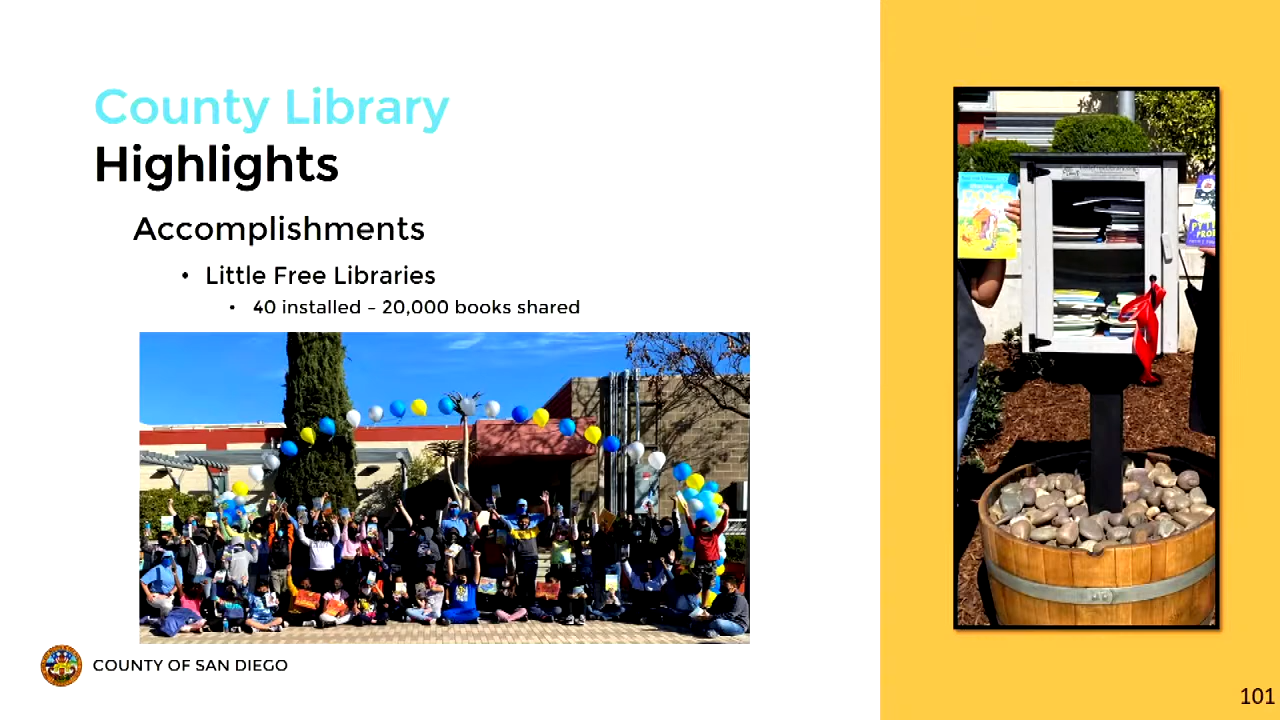 County Library
Highlights
Accomplishments
• Little Free Libraries
• 40 installed – 20,000 books shared
COUNTY OF SAN DIEGO
101